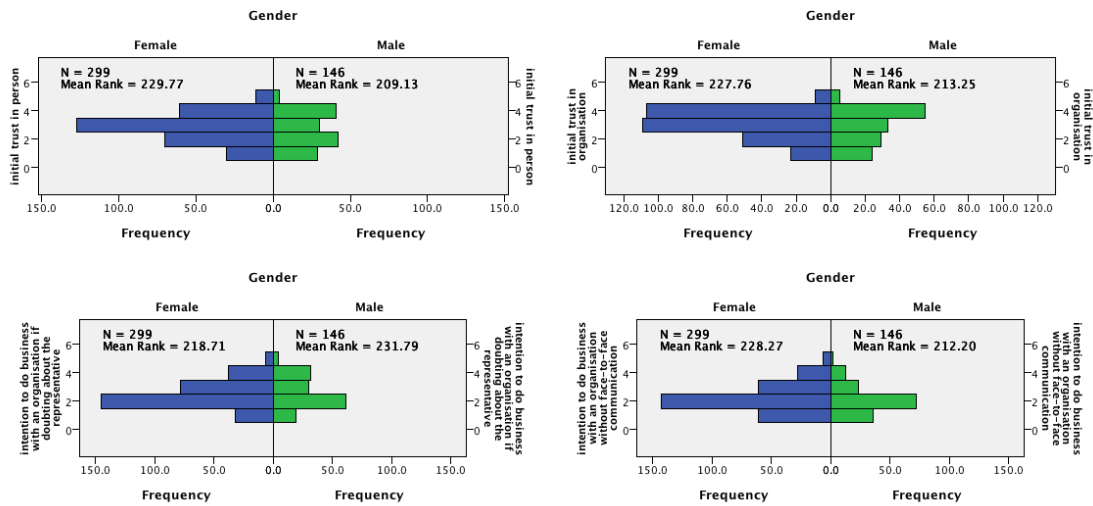 Gender
Female Male
N = 299
Mean Rank = 229.77
N = 146
Mean Rank = 209.13
initial trust in person
6
4
2
0
6
4
2
0
initial trust in person
150.0 100.0 50.0 0.0 0.0 50.0 100.0 150.0
Frequency Frequency
Gender
Female Male
N = 299
Mean Rank = 227.76
N = 146
Mean Rank = 213.25
initial trust in
organisation
6
4
2
0
6
4
2
0
initial trust in
organisation
120.0 100.0 80.0 60.0 40.0 20.0 0.0 0.0 20.0 40.0 60.0 80.0 100.0 120.0
Frequency Frequency
Gender
Female Male
N = 299
Mean Rank = 218.71
N = 146
Mean Rank = 231.79
intention to do business
with an organisation if
doubting about the
representative
6
4
2
0
6
4
2
0
intention to do business
with an organisation if
doubting about the
representative
150.0 100.0 50.0 0.0 0.0 50.0 100.0 150.0
Frequency Frequency
Gender
Female Male
N = 299
Mean Rank = 228.27
N = 146
Mean Rank = 212.20
intention to do business
with an organisation
without face-to-face
communication
6
4
2
0
6
4
2
0
intention to do business
with an organisation
without face-to-face
communication
150.0 100.0 50.0 0.0 0.0 50.0 100.0 150.0
Frequency Frequency